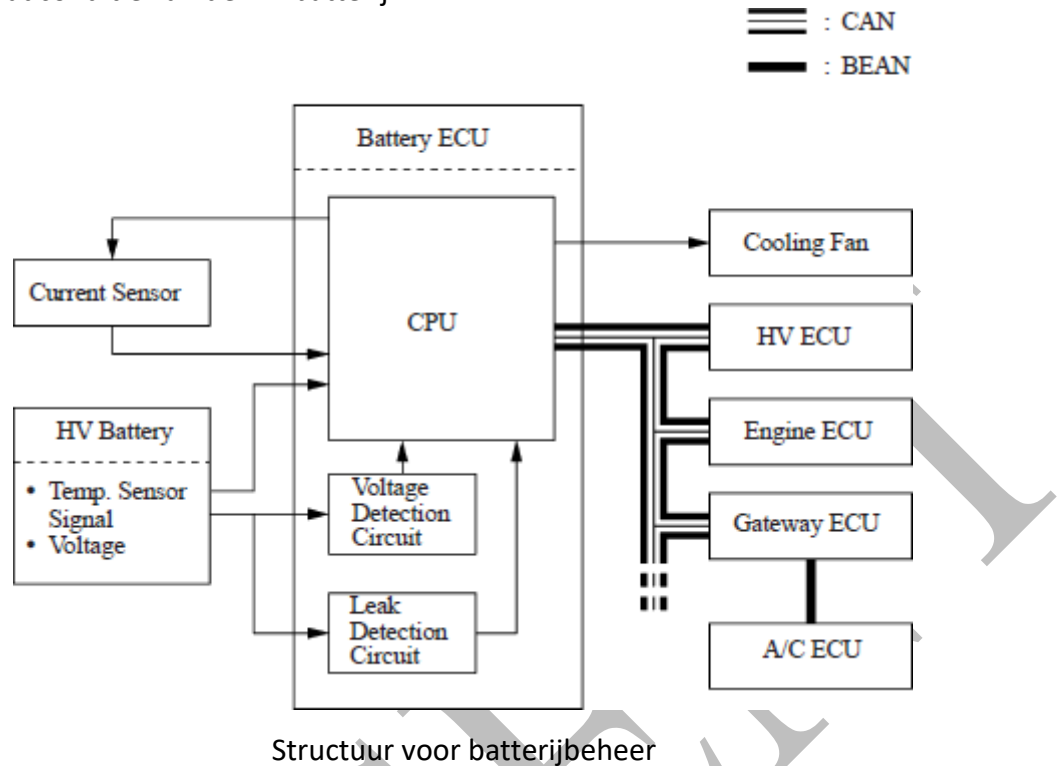 : CAN
: BEAN
Battery ECU
CPU
Current Sensor
HV Battery
• Temp. Sensor
Signal
• Voltage
Voltage
Detection
Circuit
Leak
Detection
Circuit
Cooling Fan
HV ECU
Engine ECU
Gateway ECU
A/C ECU
Structuur voor batterijbeheer